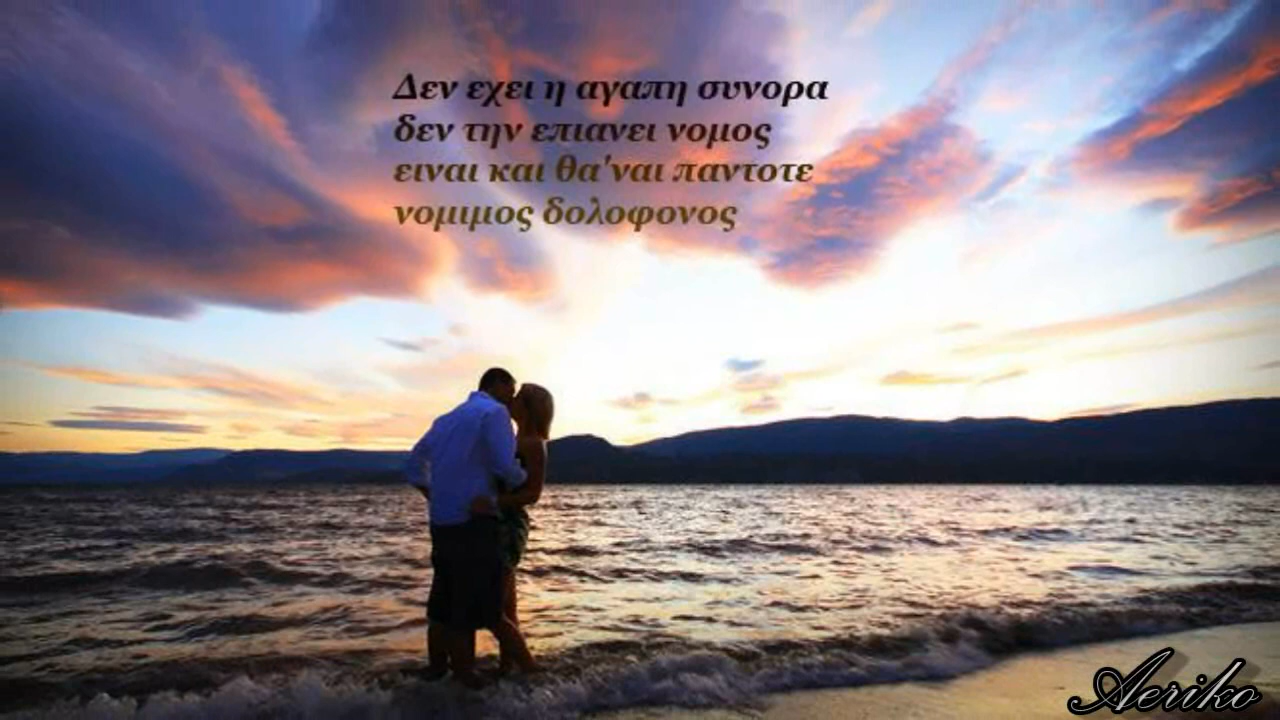 Δεν εχει η αγαπη συνορα
δεν την επιανει νομος
ειναι και θα'ναι παντοτε
νομιμος δολοφονος
Aeriko